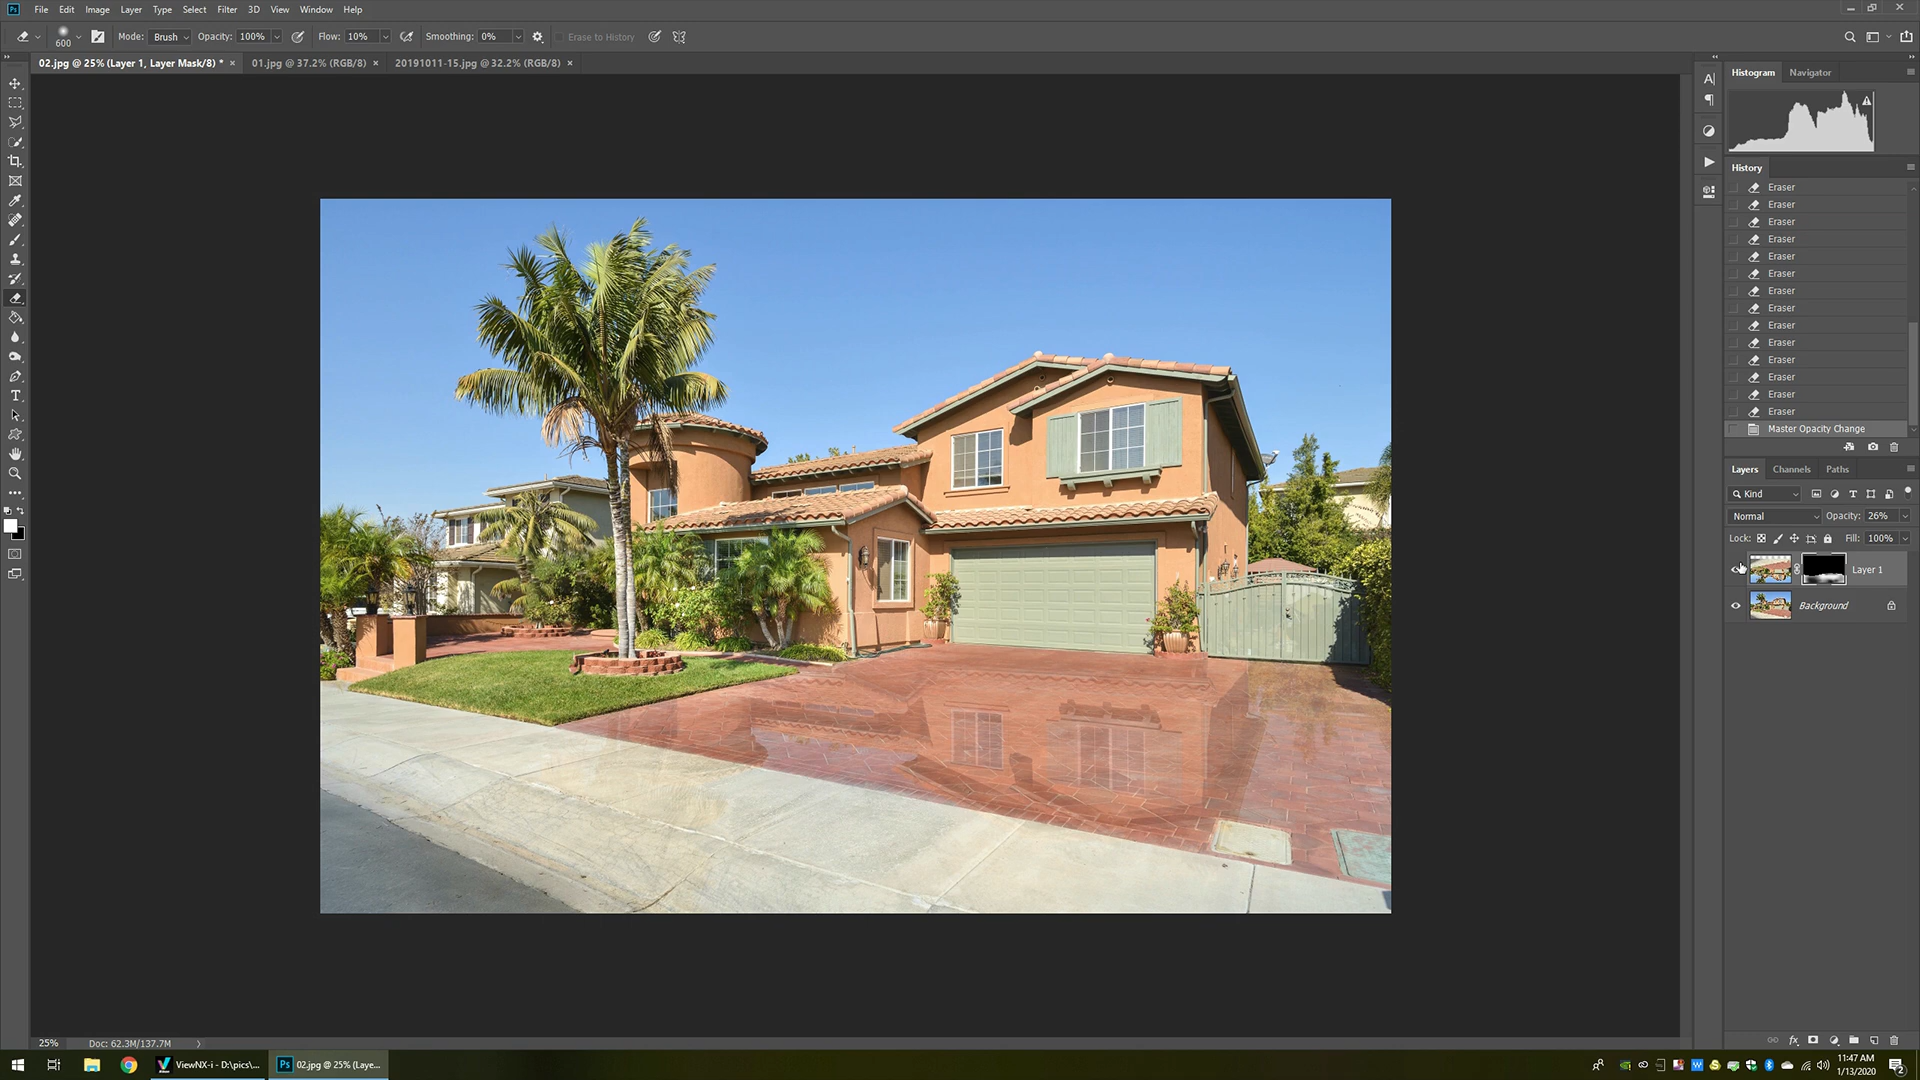 Ps File Edit Image Layer Type Select Filter 3D View Window Help
600 Mode: Brush Opacity: 100% Flow: 10% Smoothing: 0% Erase to History
02.jpg @ 25% (Layer 1, Layer Mask/8) * × 01.jpg @ 37.2% (RGB/8) × 20191011-15.jpg @ 32.2% (RGB/8) ×
Histogram Navigator
History
Eraser
Eraser
Eraser
Eraser
Eraser
Eraser
Eraser
Eraser
Eraser
Eraser
Eraser
Eraser
Eraser
Eraser
Master Opacity Change
Layers Channels Paths
Kind
Normal Opacity: 26%
Lock: Fill: 100%
Layer 1
Background
25% Doc: 62.3M/137.7M
ViewNX-i - D:\pics\... Ps 02.jpg @ 25% (Laye...
11:47 AM
1/13/2020
2